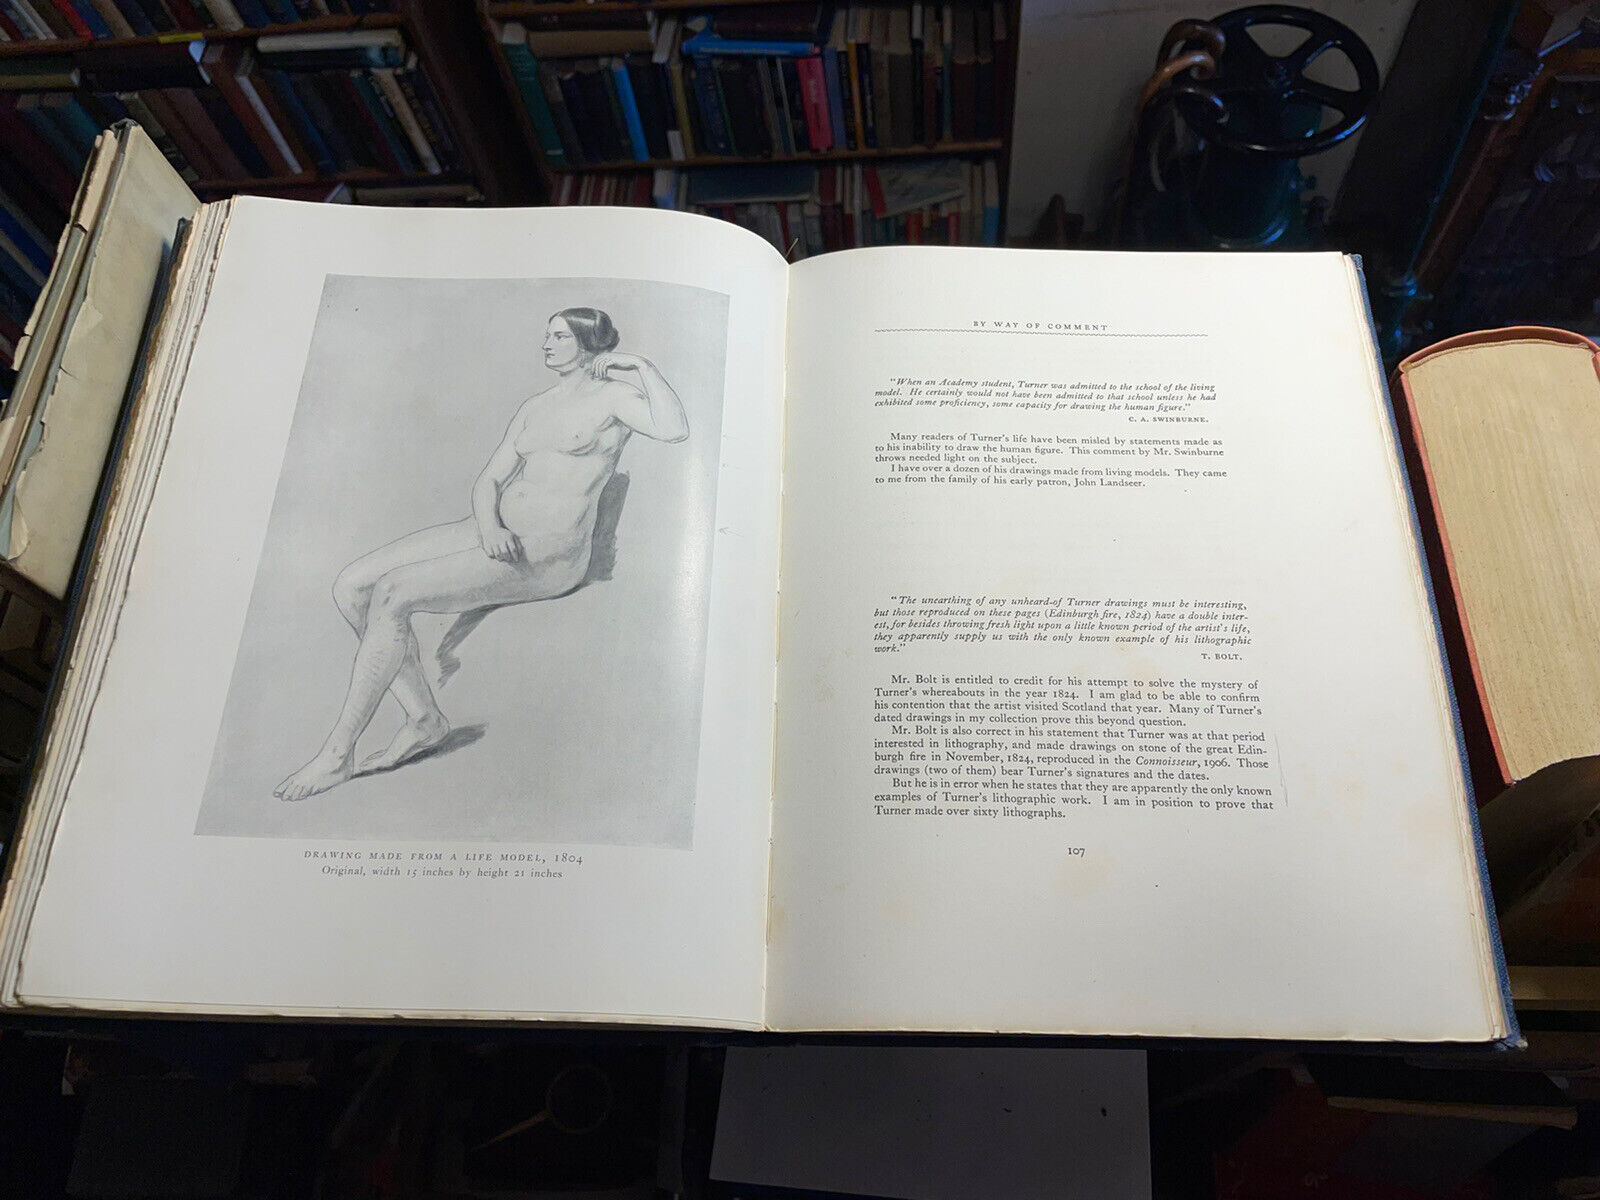 DRAWING MADE FROM A LIFE MODEL, 1804
Original, width 15 inches by height 21 inches
BY WAY OF COMMENT
"When an Academy student, Turner was admitted to the school of the living
model. He certainly would not have been admitted to that school unless he had
exhibited some proficiency, some capacity for drawing the human figure."
C. A. SWINBURNE.
Many readers of Turner's life have been misled by statements made as
to his inability to draw the human figure. This comment by Mr. Swinburne
throws needed light on the subject.
I have over a dozen of his drawings made from living models. They came
to me from the family of his early patron, John Landseer.
"The unearthing of any unheard-of Turner drawings must be interesting,
but those reproduced on these pages (Edinburgh fire, 1824) have a double inter-
est, for besides throwing fresh light upon a little known period of the artist's life,
they apparently supply us with the only known example of his lithographic
work."
T. BOLT.
Mr. Bolt is entitled to credit for his attempt to solve the mystery of
Turner's whereabouts in the year 1824. I am glad to be able to confirm
his contention that the artist visited Scotland that year. Many of Turner's
dated drawings in my collection prove this beyond question.
Mr. Bolt is also correct in his statement that Turner was at that period
interested in lithography, and made drawings on stone of the great Edin-
burgh fire in November, 1824, reproduced in the Connoisseur, 1906. Those
drawings (two of them) bear Turner's signatures and the dates.
But he is in error when he states that they are apparently the only known
examples of Turner's lithographic work. I am in position to prove that
Turner made over sixty lithographs.
107